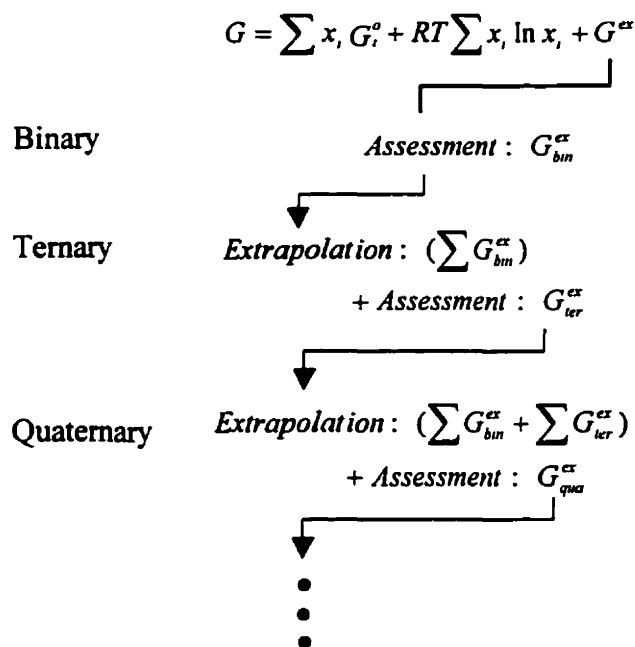 G = ∑ x_i G_i^o + RT ∑ x_i ln x_i + G^ex
Binary Assessment : G_bin^ex
Ternary Extrapolation : (∑ G_bin^ex)
+ Assessment : G_ter^ex
Quaternary Extrapolation : (∑ G_bin^ex + ∑ G_ter^ex)
+ Assessment : G_qua^ex